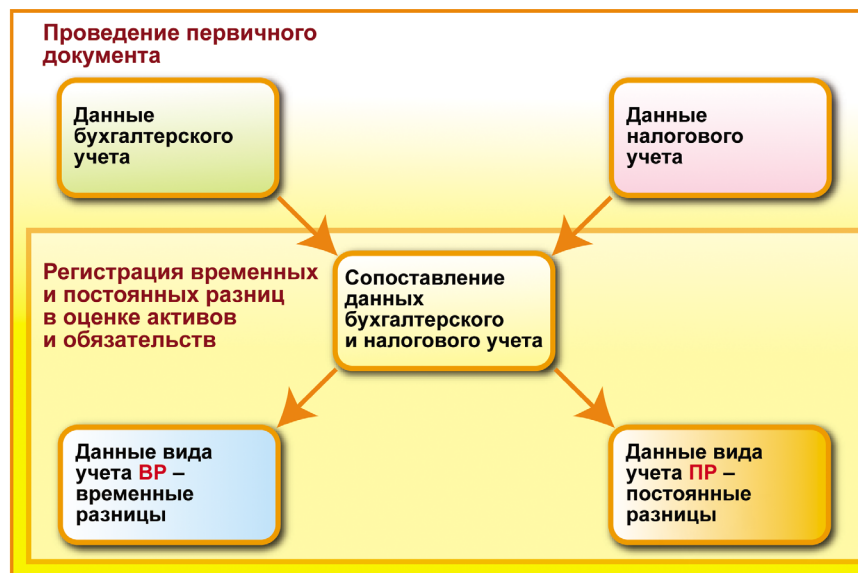 Проведение первичного
документа
Данные
бухгалтерского
учета
Данные
налогового
учета
Регистрация временных
и постоянных разниц
в оценке активов
и обязательств
Сопоставление
данных
бухгалтерского
и налогового учета
Данные вида
учета ВР –
временные
разницы
Данные вида
учета ПР –
постоянные
разницы